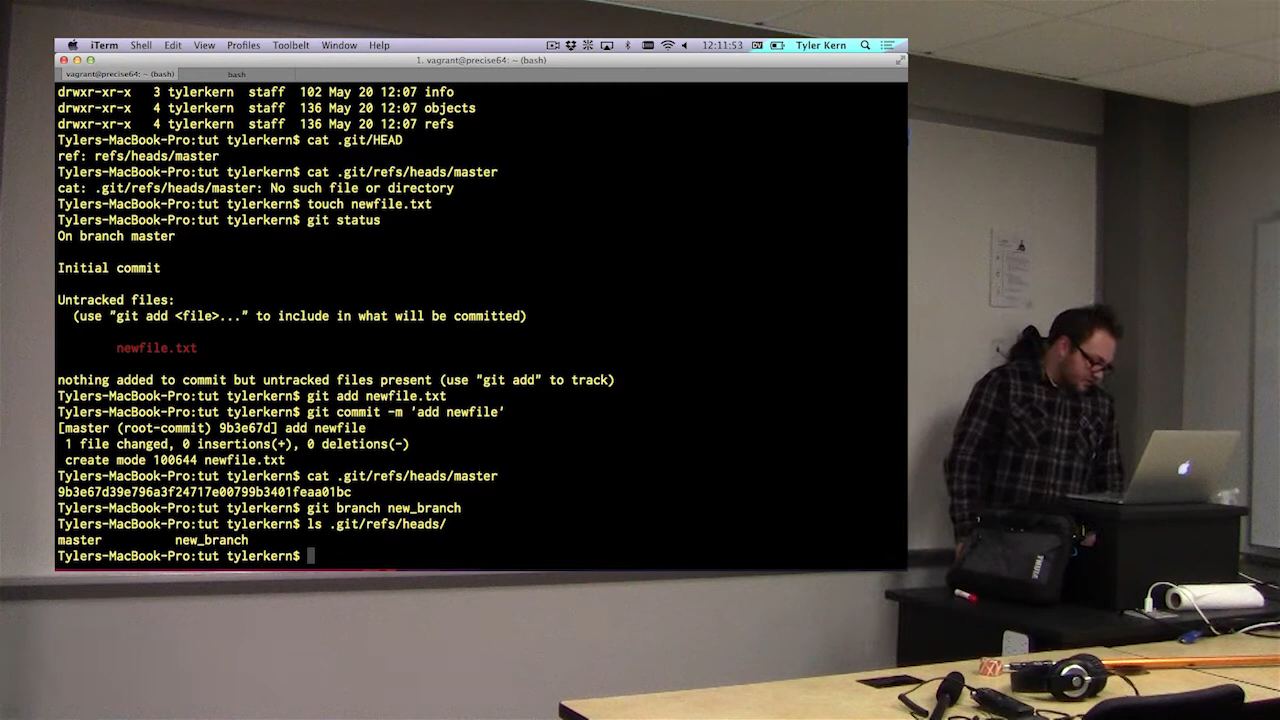 iTerm Shell Edit View Profiles Toolbelt Window Help 12:11:53 Tyler Kern
1. vagrant@precise64: ~ (bash)
vagrant@precise64: ~ (bash) bash
drwxr-xr-x 3 tylerkern staff 102 May 20 12:07 info
drwxr-xr-x 4 tylerkern staff 136 May 20 12:07 objects
drwxr-xr-x 4 tylerkern staff 136 May 20 12:07 refs
Tylers-MacBook-Pro:tut tylerkern$ cat .git/HEAD
ref: refs/heads/master
Tylers-MacBook-Pro:tut tylerkern$ cat .git/refs/heads/master
cat: .git/refs/heads/master: No such file or directory
Tylers-MacBook-Pro:tut tylerkern$ touch newfile.txt
Tylers-MacBook-Pro:tut tylerkern$ git status
On branch master
Initial commit
Untracked files:
(use "git add <file>..." to include in what will be committed)
newfile.txt
nothing added to commit but untracked files present (use "git add" to track)
Tylers-MacBook-Pro:tut tylerkern$ git add newfile.txt
Tylers-MacBook-Pro:tut tylerkern$ git commit -m 'add newfile'
[master (root-commit) 9b3e67d] add newfile
1 file changed, 0 insertions(+), 0 deletions(-)
create mode 100644 newfile.txt
Tylers-MacBook-Pro:tut tylerkern$ cat .git/refs/heads/master
9b3e67d39e796a3f24717e00799b3401feaa01bc
Tylers-MacBook-Pro:tut tylerkern$ git branch new_branch
Tylers-MacBook-Pro:tut tylerkern$ ls .git/refs/heads/
master new_branch
Tylers-MacBook-Pro:tut tylerkern$
THULE